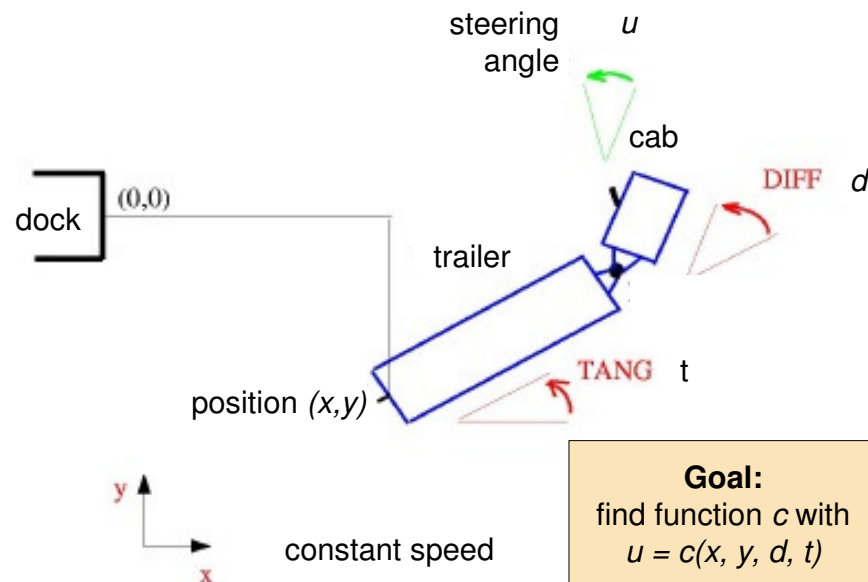 steering u
angle
cab
DIFF d
(0,0)
dock
trailer
TANG t
position (x,y)
Goal:
find function c with
u = c(x, y, d, t)
y
x
constant speed